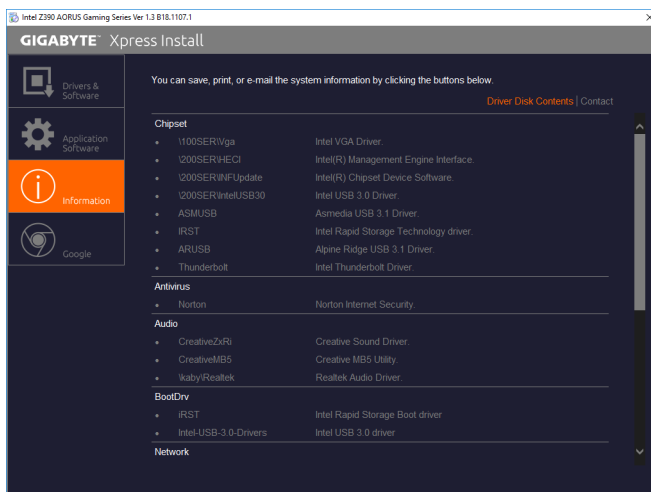 Intel Z390 AORUS Gaming Series Ver 1.3 B18.1107.1
GIGABYTE™ Xpress Install
Drivers &
Software
Application
Software
Information
Google
You can save, print, or e-mail the system information by clicking the buttons below.
Driver Disk Contents | Contact
Chipset
• \100SER\Vga Intel VGA Driver.
• \200SER\HECI Intel(R) Management Engine Interface.
• \200SER\INFUpdate Intel(R) Chipset Device Software.
• \200SER\IntelUSB30 Intel USB 3.0 Driver.
• ASMUSB Asmedia USB 3.1 Driver.
• IRST Intel Rapid Storage Technology driver.
• ARUSB Alpine Ridge USB 3.1 Driver.
• Thunderbolt Intel Thunderbolt Driver.
Antivirus
• Norton Norton Internet Security.
Audio
• CreativeZxRi Creative Sound Driver.
• CreativeMB5 Creative MB5 Utility.
• \kaby\Realtek Realtek Audio Driver.
BootDrv
• iRST Intel Rapid Storage Boot driver
• Intel-USB-3.0-Drivers Intel USB 3.0 driver
Network